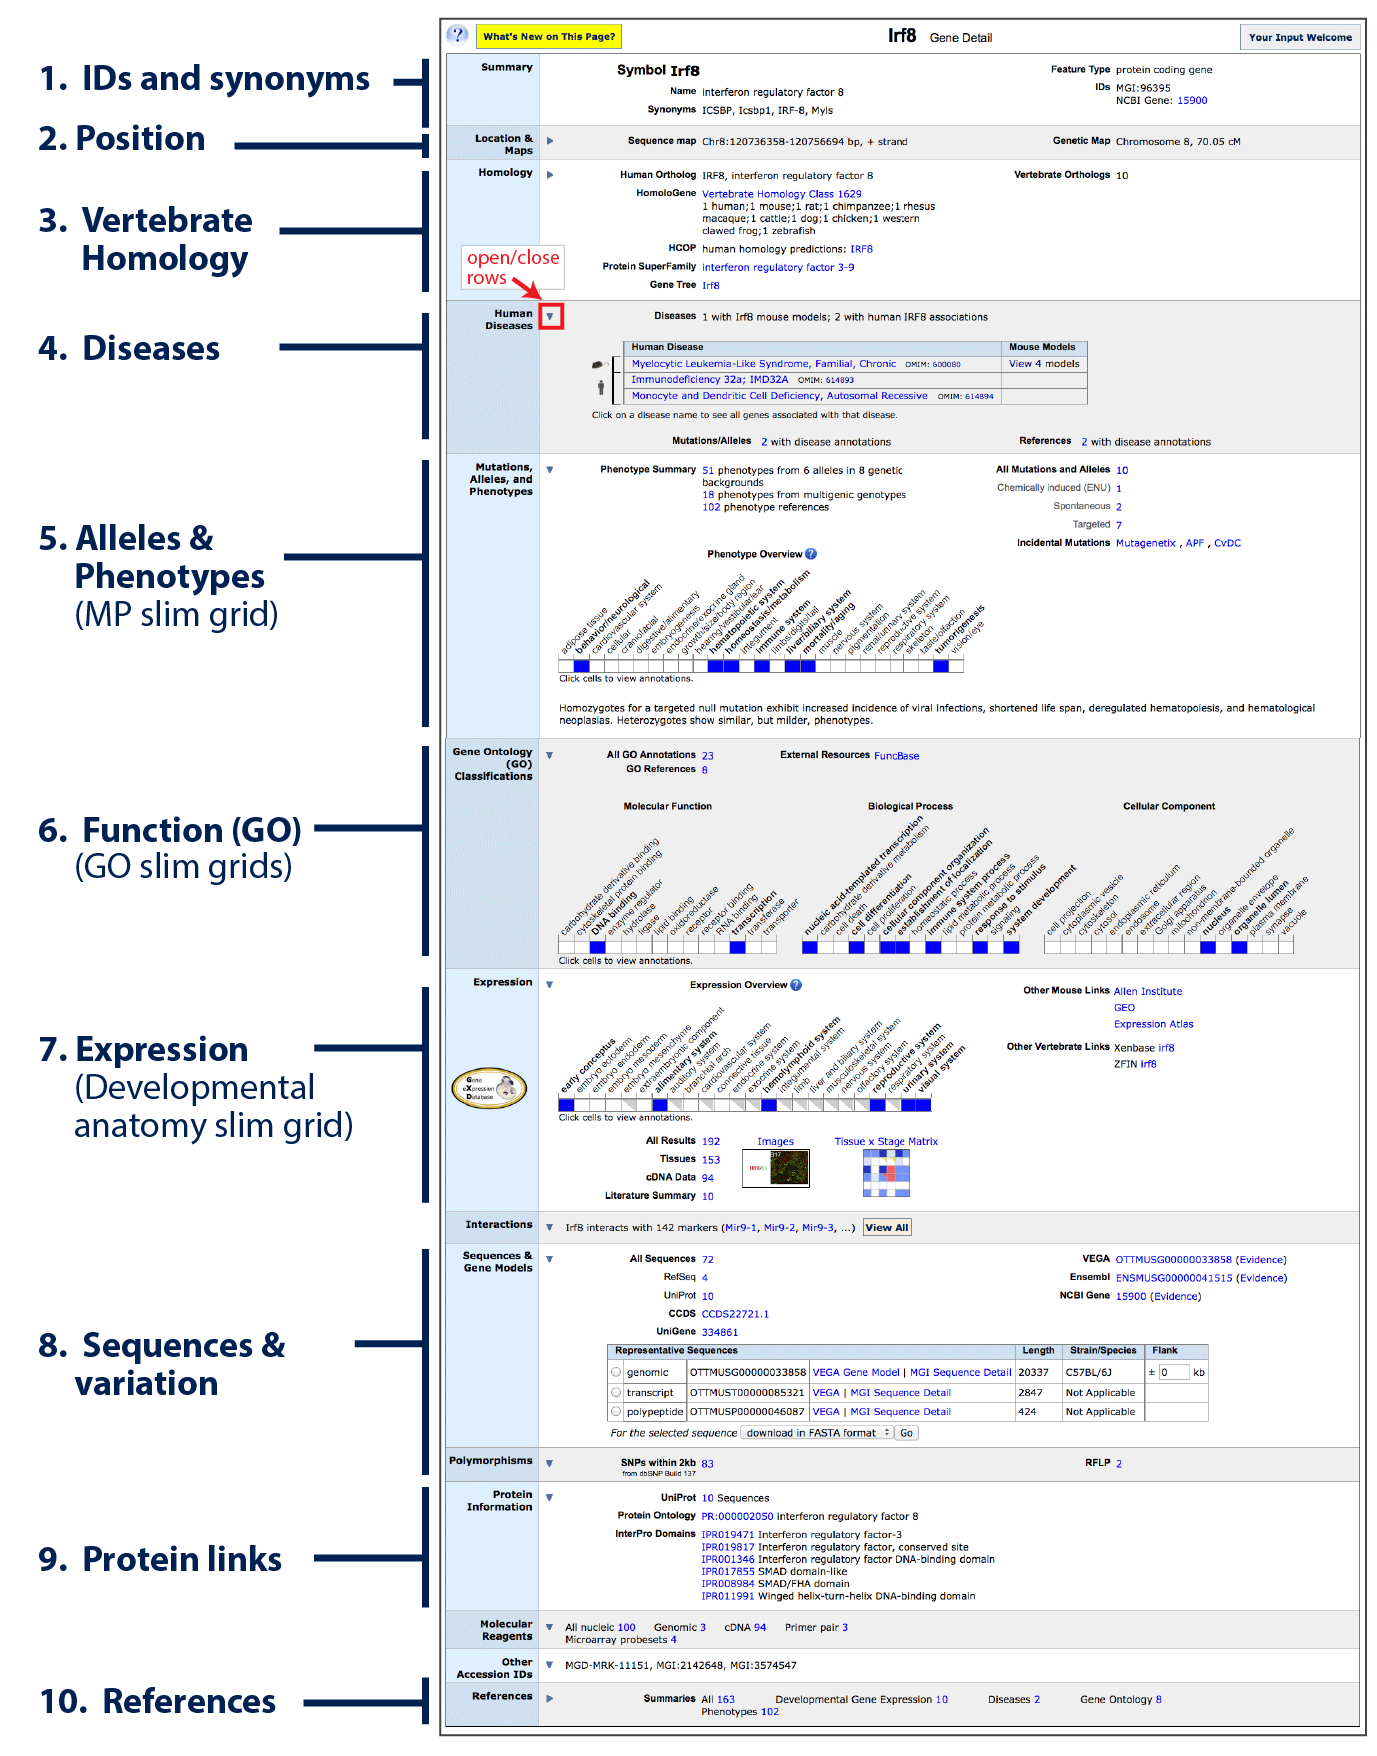 What's New on This Page?
Irf8 Gene Detail
Your Input Welcome
1. IDs and synonyms
Summary
Symbol Irf8
Name interferon regulatory factor 8
Synonyms ICSBP, Icsbp1, IRF-8, Myls
Feature Type protein coding gene
IDs MGI:96395
NCBI Gene: 15900
2. Position
Location &
Maps
Sequence map Chr8:120736358-120756694 bp, + strand
Genetic Map Chromosome 8, 70.05 cM
3. Vertebrate
Homology
Homology
Human Ortholog IRF8, interferon regulatory factor 8
Vertebrate Orthologs 10
HomoloGene Vertebrate Homology Class 1629
1 human;1 mouse;1 rat;1 chimpanzee;1 rhesus
macaque;1 cattle;1 dog;1 chicken;1 western
clawed frog;1 zebrafish
HCOP human homology predictions: IRF8
Protein SuperFamily interferon regulatory factor 3-9
Gene Tree Irf8
open/close
rows
4. Diseases
Human
Diseases
Diseases 1 with Irf8 mouse models; 2 with human IRF8 associations
Human Disease Mouse Models
Myelocytic Leukemia-Like Syndrome, Familial, Chronic OMIM: 600080 View 4 models
Immunodeficiency 32a; IMD32A OMIM: 614893
Monocyte and Dendritic Cell Deficiency, Autosomal Recessive OMIM: 614894
Click on a disease name to see all genes associated with that disease.
Mutations/Alleles 2 with disease annotations
References 2 with disease annotations
5. Alleles &
Phenotypes
(MP slim grid)
Mutations,
Alleles, and
Phenotypes
Phenotype Summary 51 phenotypes from 6 alleles in 8 genetic
backgrounds
18 phenotypes from multigenic genotypes
102 phenotype references
All Mutations and Alleles 10
Chemically induced (ENU) 1
Spontaneous 2
Targeted 7
Incidental Mutations Mutagenetix , APF , CvDC
Phenotype Overview ?
adipose tissue
behavior/neurological
cardiovascular system
cellular
craniofacial
digestive/alimentary
embryogenesis
endocrine/exocrine gland
growth/size/body region
hearing/vestibular/ear
hematopoietic system
homeostasis/metabolism
integument
immune system
limbs/digits/tail
liver/biliary system
mortality/aging
muscle
nervous system
pigmentation
renal/urinary system
reproductive system
respiratory system
skeleton
taste/olfaction
tumorigenesis
vision/eye
Click cells to view annotations.
Homozygotes for a targeted null mutation exhibit increased incidence of viral infections, shortened life span, deregulated hematopoiesis, and hematological
neoplasias. Heterozygotes show similar, but milder, phenotypes.
6. Function (GO)
(GO slim grids)
Gene Ontology
(GO)
Classifications
All GO Annotations 23
GO References 8
External Resources FuncBase
Molecular Function
carbohydrate derivative binding
cytoskeletal protein binding
DNA binding
enzyme regulator
hydrolase
ligase
lipid binding
oxidoreductase
receptor
receptor binding
RNA binding
transcription
transferase
transporter
Biological Process
nucleic acid-templated transcription
carbohydrate derivative metabolism
cell death
cell differentiation
cell proliferation
cellular component organization
establishment of localization
homeostatic process
immune system process
lipid metabolic process
protein metabolic process
response to stimulus
signaling
system development
Cellular Component
cell projection
cytoplasmic vesicle
cytoskeleton
cytosol
endoplasmic reticulum
endosome
extracellular region
Golgi apparatus
mitochondrion
non-membrane-bounded organelle
nucleus
organelle envelope
organelle lumen
plasma membrane
synapse
vacuole
Click cells to view annotations.
7. Expression
(Developmental
anatomy slim grid)
Expression
Gene
eXpression
Database
Expression Overview ?
early conceptus
embryo ectoderm
embryo endoderm
embryo mesoderm
embryo mesenchyme
extraembryonic component
alimentary system
auditory system
branchial arch
cardiovascular system
connective tissue
endocrine system
exocrine system
hemolymphoid system
integumental system
limb
liver and biliary system
musculoskeletal system
nervous system
olfactory system
reproductive system
respiratory system
urinary system
visual system
Click cells to view annotations.
Other Mouse Links Allen Institute
GEO
Expression Atlas
Other Vertebrate Links Xenbase irf8
ZFIN irf8
All Results 192
Tissues 153
cDNA Data 94
Literature Summary 10
Images
Tissue x Stage Matrix
Interactions
Irf8 interacts with 142 markers (Mir9-1, Mir9-2, Mir9-3, ...) View All
8. Sequences &
variation
Sequences &
Gene Models
All Sequences 72
RefSeq 4
UniProt 10
CCDS CCDS22721.1
UniGene 334861
VEGA OTTMUSG00000033858 (Evidence)
Ensembl ENSMUSG00000041515 (Evidence)
NCBI Gene 15900 (Evidence)
Representative Sequences Length Strain/Species Flank
genomic OTTMUSG00000033858 VEGA Gene Model | MGI Sequence Detail 20337 C57BL/6J ± 0 kb
transcript OTTMUST00000085321 VEGA | MGI Sequence Detail 2847 Not Applicable
polypeptide OTTMUSP00000046087 VEGA | MGI Sequence Detail 424 Not Applicable
For the selected sequence download in FASTA format Go
Polymorphisms
SNPs within 2kb 83
from dbSNP Build 137
RFLP 2
9. Protein links
Protein
Information
UniProt 10 Sequences
Protein Ontology PR:000002050 interferon regulatory factor 8
InterPro Domains IPR019471 Interferon regulatory factor-3
IPR019817 Interferon regulatory factor, conserved site
IPR001346 Interferon regulatory factor DNA-binding domain
IPR017855 SMAD domain-like
IPR008984 SMAD/FHA domain
IPR011991 Winged helix-turn-helix DNA-binding domain
Molecular
Reagents
All nucleic 100 Genomic 3 cDNA 94 Primer pair 3
Microarray probesets 4
Other
Accession IDs
MGD-MRK-11151, MGI:2142648, MGI:3574547
10. References
References
Summaries All 163 Developmental Gene Expression 10 Diseases 2 Gene Ontology 8
Phenotypes 102